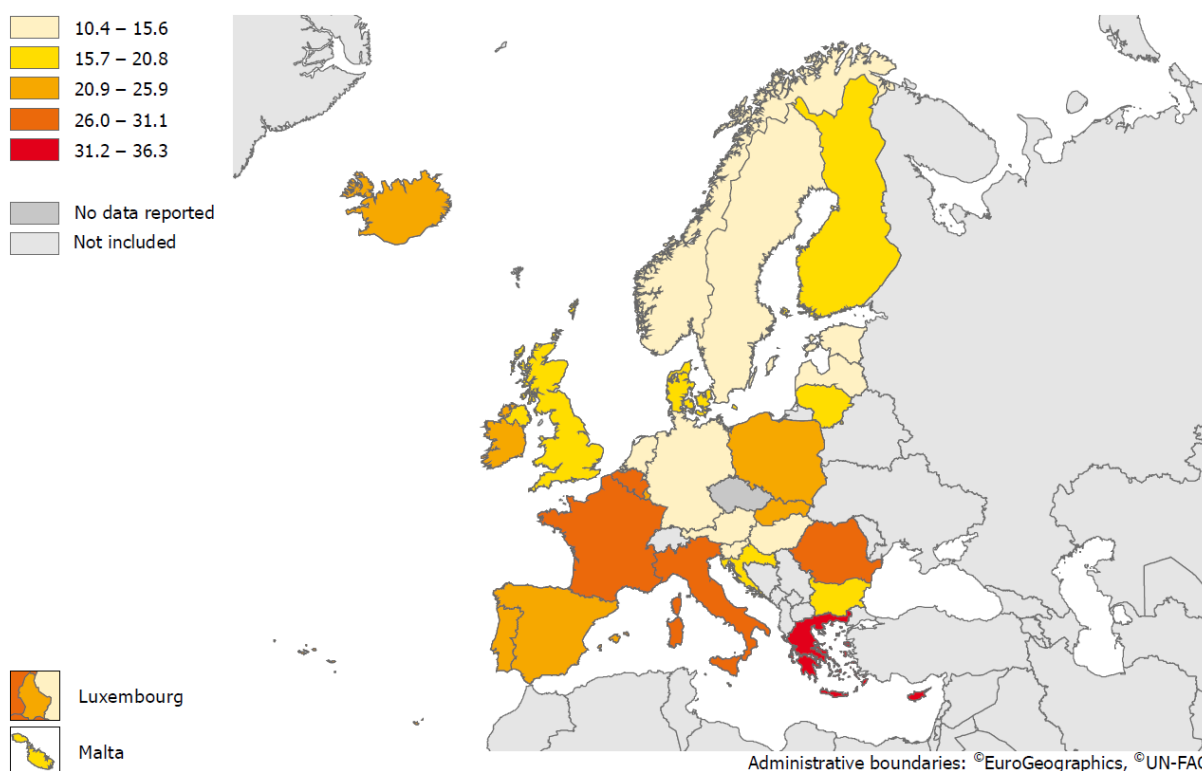 10.4 – 15.6
15.7 – 20.8
20.9 – 25.9
26.0 – 31.1
31.2 – 36.3
No data reported
Not included
Luxembourg
Malta
Administrative boundaries: ©EuroGeographics, ©UN-FAO